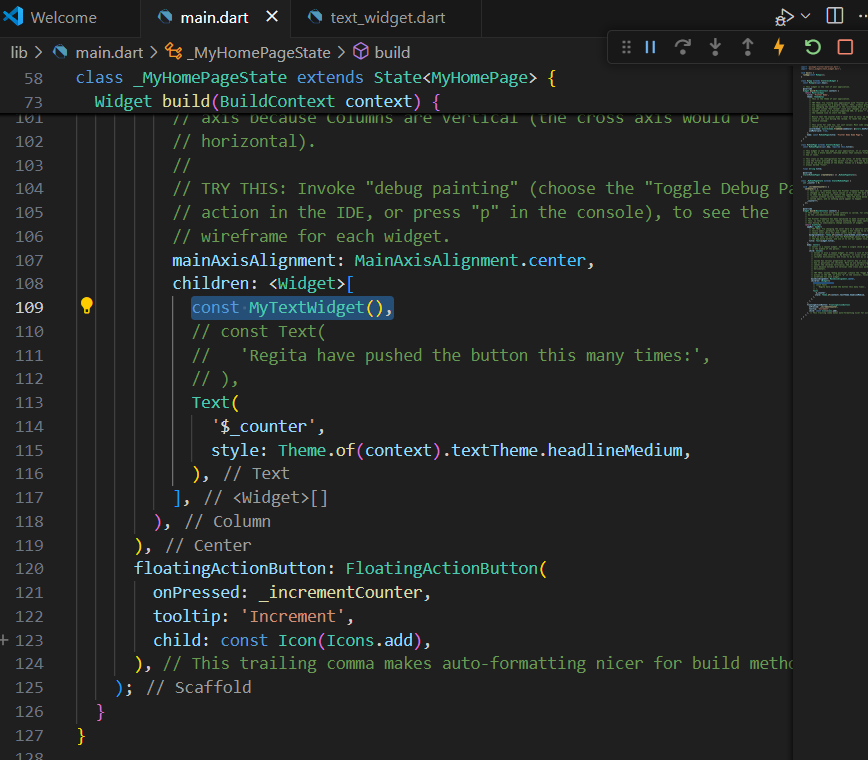 Welcome
main.dart
text_widget.dart
lib > main.dart > _MyHomePageState > build
58 class _MyHomePageState extends State<MyHomePage> {
73 Widget build(BuildContext context) {
101 // axis because Columns are vertical (the cross axis would be
102 // horizontal).
103 //
104 // TRY THIS: Invoke "debug painting" (choose the "Toggle Debug Pa
105 // action in the IDE, or press "p" in the console), to see the
106 // wireframe for each widget.
107 mainAxisAlignment: MainAxisAlignment.center,
108 children: <Widget>[
109 const MyTextWidget(),
110 // const Text(
111 //   'Regita have pushed the button this many times:',
112 // ),
113 Text(
114 '$_counter',
115 style: Theme.of(context).textTheme.headlineMedium,
116 ), // Text
117 ], // <Widget>[]
118 ), // Column
119 ), // Center
120 floatingActionButton: FloatingActionButton(
121 onPressed: _incrementCounter,
122 tooltip: 'Increment',
123 child: const Icon(Icons.add),
124 ), // This trailing comma makes auto-formatting nicer for build metho
125 ); // Scaffold
126 }
127 }
128